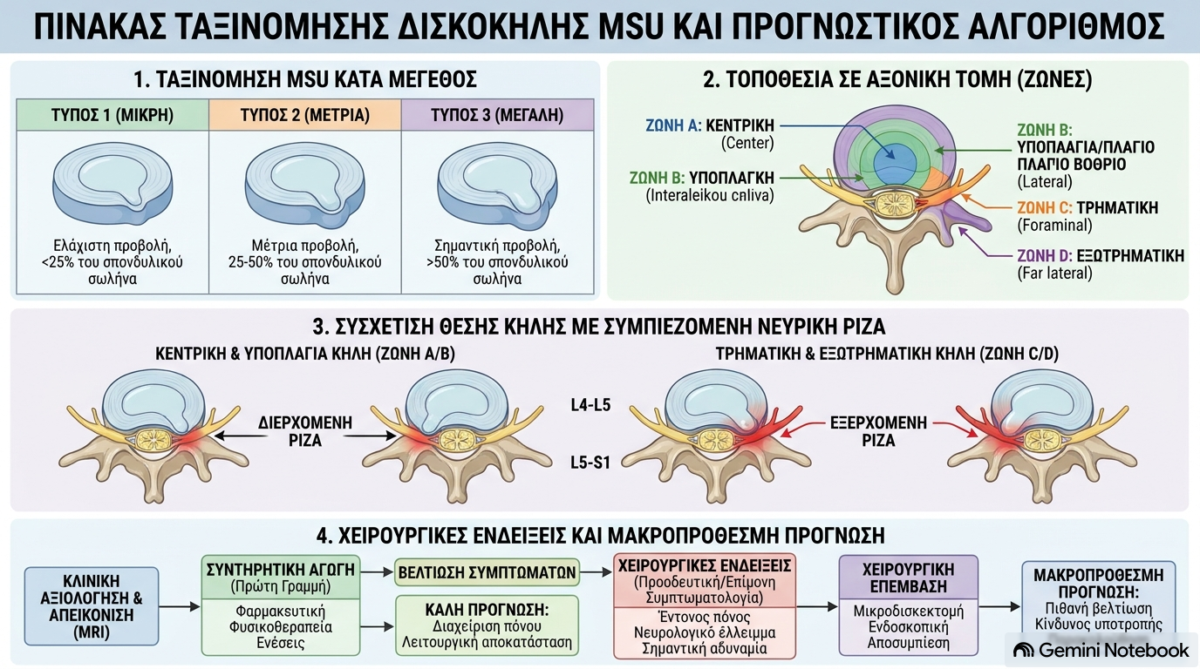 ΠΙΝΑΚΑΣ ΤΑΞΙΝΟΜΗΣΗΣ ΔΙΣΚΟΚΗΛΗΣ MSU ΚΑΙ ΠΡΟΓΝΩΣΤΙΚΟΣ ΑΛΓΟΡΙΘΜΟΣ
1. ΤΑΞΙΝΟΜΗΣΗ MSU ΚΑΤΑ ΜΕΓΕΘΟΣ
ΤΥΠΟΣ 1 (ΜΙΚΡΗ)
Ελάχιστη προβολή,
<25% του σπονδυλικού
σωλήνα
ΤΥΠΟΣ 2 (ΜΕΤΡΙΑ)
Μέτρια προβολή,
25-50% του σπονδυλικού
σωλήνα
ΤΥΠΟΣ 3 (ΜΕΓΑΛΗ)
Σημαντική προβολή,
>50% του σπονδυλικού
σωλήνα
2. ΤΟΠΟΘΕΣΙΑ ΣΕ ΑΞΟΝΙΚΗ ΤΟΜΗ (ΖΩΝΕΣ)
ΖΩΝΗ Α: ΚΕΝΤΡΙΚΗ
(Center)
ΖΩΝΗ Β: ΥΠΟΠΛΑΓΚΗ
(Interaleikou cπliva)
ΖΩΝΗ Β:
ΥΠΟΠΑΑΓΙΑ/ΠΛΑΓΙΟ
ΠΛΑΓΙΟ ΒΟΘΡΙΟ
(Lateral)
ΖΩΝΗ C: ΤΡΗΜΑΤΙΚΗ
(Foraminal)
ΖΩΝΗ D: ΕΞΩΤΡΗΜΑΤΙΚΗ
(Far lateral)
3. ΣΥΣΧΕΤΙΣΗ ΘΕΣΗΣ ΚΗΛΗΣ ΜΕ ΣΥΜΠΙΕΖΟΜΕΝΗ ΝΕΥΡΙΚΗ ΡΙΖΑ
ΚΕΝΤΡΙΚΗ & ΥΠΟΠΛΑΓΙΑ ΚΗΛΗ (ΖΩΝΗ Α/Β)
ΔΙΕΡΧΟΜΕΝΗ
ΡΙΖΑ
L4-L5
L5-S1
ΤΡΗΜΑΤΙΚΗ & ΕΞΩΤΡΗΜΑΤΙΚΗ ΚΗΛΗ (ΖΩΝΗ C/D)
ΕΞΕΡΧΟΜΕΝΗ
ΡΙΖΑ
4. ΧΕΙΡΟΥΡΓΙΚΕΣ ΕΝΔΕΙΞΕΙΣ ΚΑΙ ΜΑΚΡΟΠΡΟΘΕΣΜΗ ΠΡΟΓΝΩΣΗ
ΚΛΙΝΙΚΗ
ΑΞΙΟΛΟΓΗΣΗ &
ΑΠΕΙΚΟΝΙΣΗ
(MRI)
ΣΥΝΤΗΡΗΤΙΚΗ ΑΓΩΓΗ
(Πρώτη Γραμμή)
Φαρμακευτική
Φυσικοθεραπεία
Ενέσεις
ΒΕΛΤΙΩΣΗ ΣΥΜΠΤΩΜΑΤΩΝ
ΚΑΛΗ ΠΡΟΓΝΩΣΗ:
Διαχείριση πόνου
Λειτουργική αποκατάσταση
ΧΕΙΡΟΥΡΓΙΚΕΣ ΕΝΔΕΙΞΕΙΣ
(Προοδευτική/Επίμονη
Συμπτωματολογία)
Έντονος πόνος
Νευρολογικό έλλειμμα
Σημαντική αδυναμία
ΧΕΙΡΟΥΡΓΙΚΗ
ΕΠΕΜΒΑΣΗ
Μικροδισκεκτομή
Ενδοσκοπική
Αποσυμπίεση
ΜΑΚΡΟΠΡΟΘΕΣΜΗ
ΠΡΟΓΝΩΣΗ:
Πιθανή βελτίωση
Κίνδυνος υποτροπής
Gemini Notebook